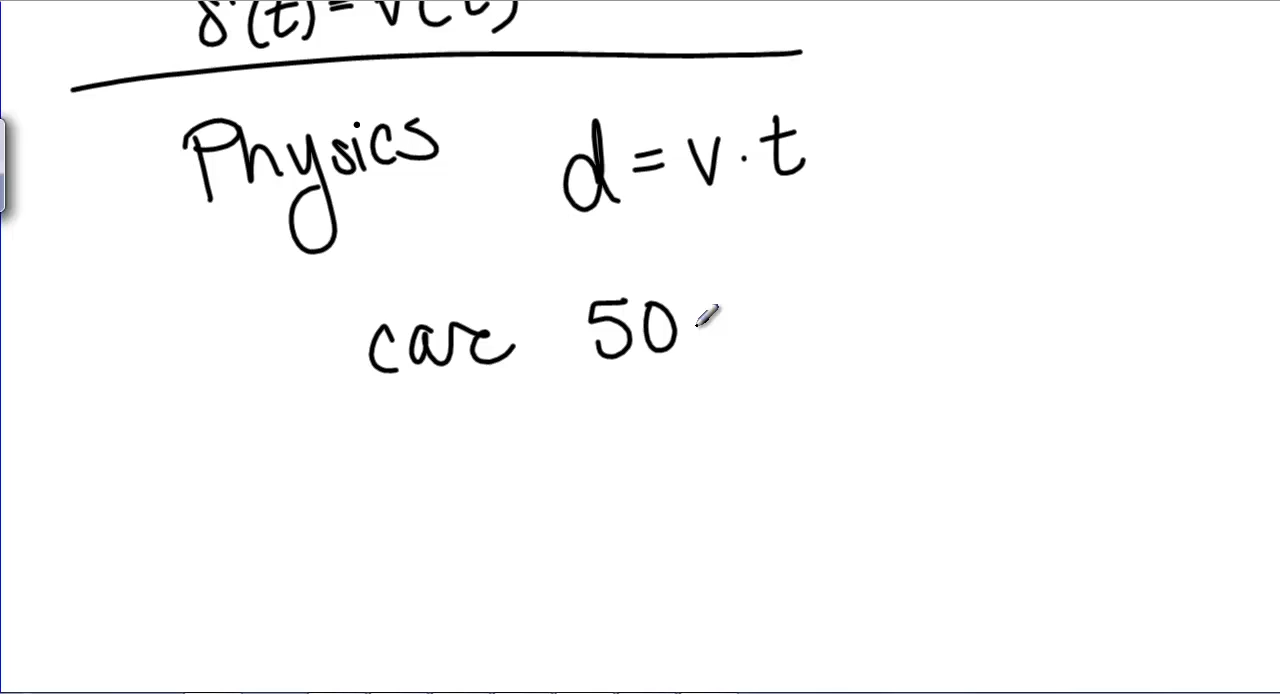 s'(t) = v(t)
Physics d = v · t
car 50